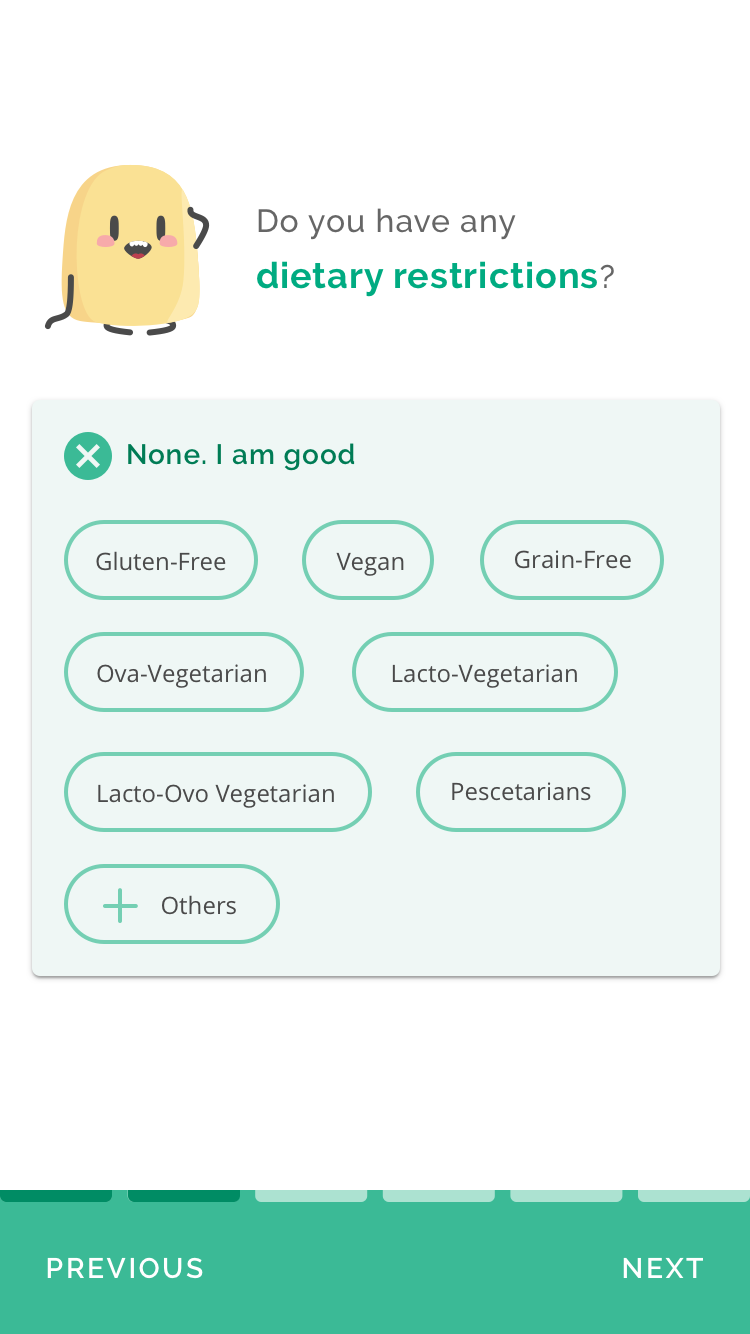 Do you have any
dietary restrictions?
None. I am good
Gluten-Free Vegan Grain-Free
Ova-Vegetarian Lacto-Vegetarian
Lacto-Ovo Vegetarian Pescetarians
Others
PREVIOUS NEXT